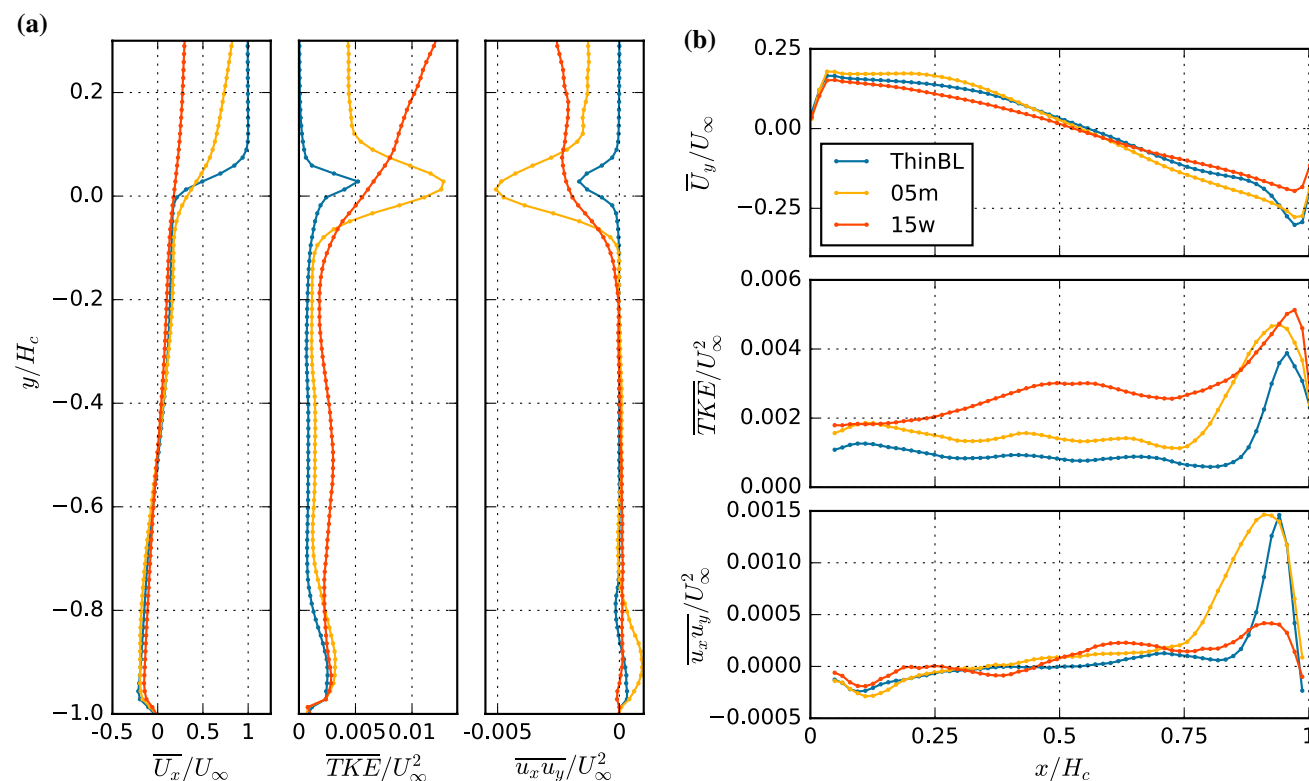 (a)
y/H_c
0.2
0.0
−0.2
−0.4
−0.6
−0.8
−1.0
-0.5 0 0.5 1
0 0.005 0.01
-0.005 0
\overline{U_x}/U_∞
\overline{TKE}/U_∞^2
\overline{u_x u_y}/U_∞^2
(b)
0.25
0.00
−0.25
\overline{U}_y/U_∞
ThinBL
05m
15w
0.006
0.004
0.002
0.000
\overline{TKE}/U_∞^2
0.0015
0.0010
0.0005
0.0000
−0.0005
\overline{u_x u_y}/U_∞^2
0 0.25 0.5 0.75 1
x/H_c